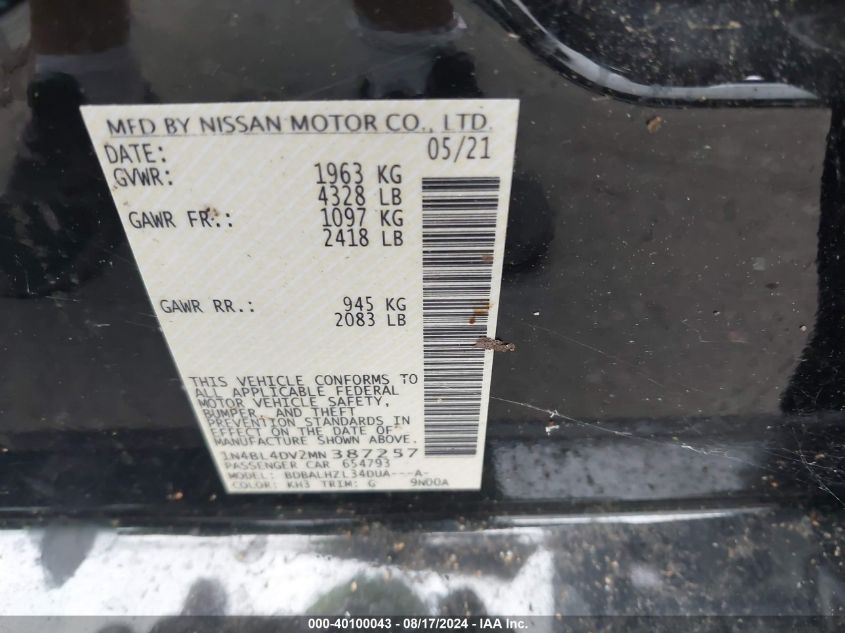 MFD BY NISSAN MOTOR CO., LTD.
DATE: 05/21
GVWR: 1963 KG
4328 LB
GAWR FR.: 1097 KG
2418 LB
GAWR RR.: 945 KG
2083 LB
THIS VEHICLE CONFORMS TO
ALL APPLICABLE FEDERAL
MOTOR VEHICLE SAFETY,
BUMPER, AND THEFT
PREVENTION STANDARDS IN
EFFECT ON THE DATE OF
MANUFACTURE SHOWN ABOVE.
1N4BL4DV2MN387257
PASSENGER CAR 654793
MODEL: BDBALHZL34DUA---A-
COLOR: KH3 TRIM: G 9N00A
000-40100043 - 08/17/2024 - © IAA Inc.